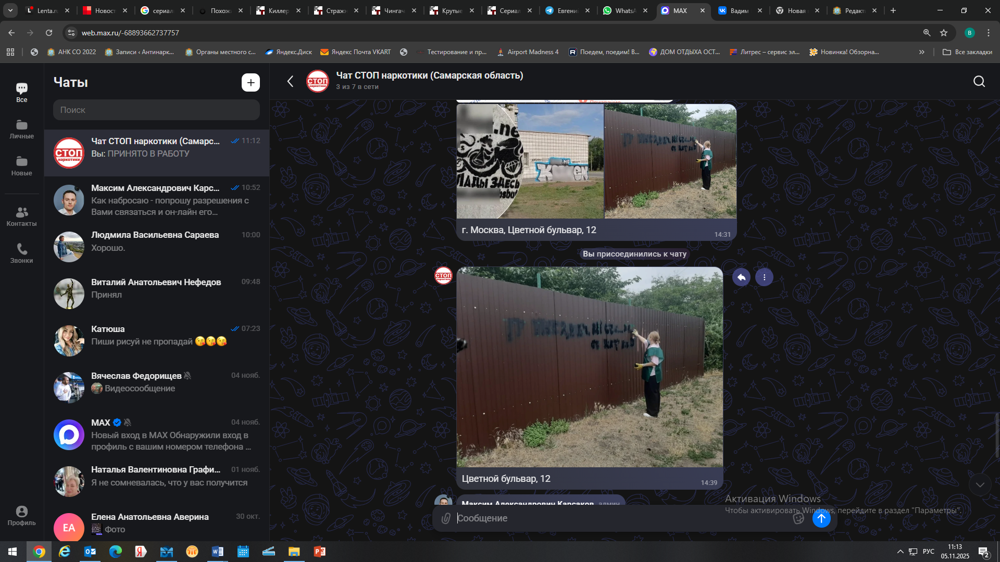 Lenta.ru
Новост
сериал
Похож
Киллер
Страж
Чингач
Крутые
Сериал
Евгени
WhatsA
MAX
Вадим
Новая
Редакт
web.max.ru/-68893662737757
В
АНК СО 2022
Записи ‹ Антинарк...
Органы местного с...
Яндекс.Диск
Яндекс Почта VKART
Тестирование и пр...
Airport Madness 4
Поедем, поедим! В...
ДОМ ОТДЫХА ОСТ...
Литрес – сервис эл...
Новинка! Обзорна...
Все закладки
Все
Личные
Новые
Контакты
Звонки
Профиль
Чаты
Поиск
СТОП
наркотики
Чат СТОП наркотики (Самарс...
11:12
Вы: ПРИНЯТО В РАБОТУ
Максим Александрович Карс...
10:52
Как набросаю - попрошу разрешения с
Вами связаться и он-лайн его...
Людмила Васильевна Сараева
10:00
Хорошо.
Виталий Анатольевич Нефедов
09:48
Принял
Катюша
07:23
Пиши рисуй не пропадай 😘😘😘
Вячеслав Федорищев
04 нояб.
Видеосообщение
MAX
04 нояб.
Новый вход в MAX Обнаружили вход в
профиль с вашим номером телефона ...
Наталья Валентиновна Графи...
01 нояб.
Я не сомневалась, что у вас получится
ЕА
Елена Анатольевна Аверина
30 окт.
Фото
СТОП
наркотики
Чат СТОП наркотики (Самарская область)
3 из 7 в сети
ЛАДЫ ЗДЕСЬ
г. Москва, Цветной бульвар, 12
14:31
Вы присоединились к чату
СТОП
наркотики
Цветной бульвар, 12
14:39
Максим Александрович Карсаков админ
Сообщение
Активация Windows
Чтобы активировать Windows, перейдите в раздел "Параметры".
РУС
11:13
05.11.2025
2